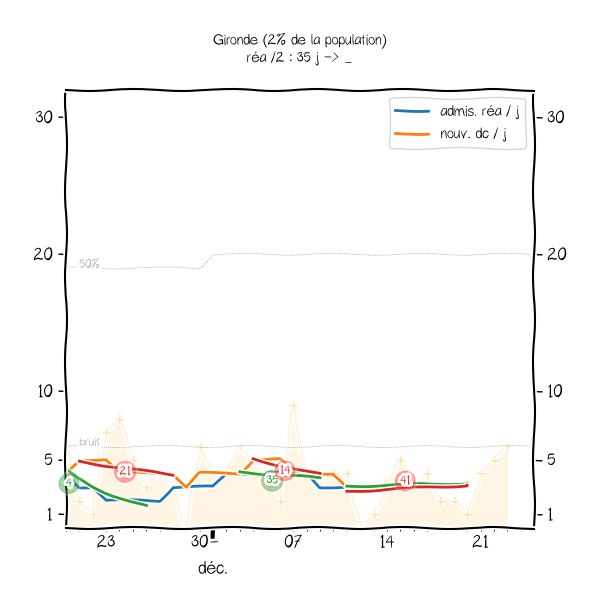 Gironde (2% de la population)
réa /2 : 35 j -> _
admis. réa / j
nouv. dc / j
30 30
20 20
50%
10 10
bruit
5 5
4 21 35 14 41
1 1
23 30 07 14 21
déc.